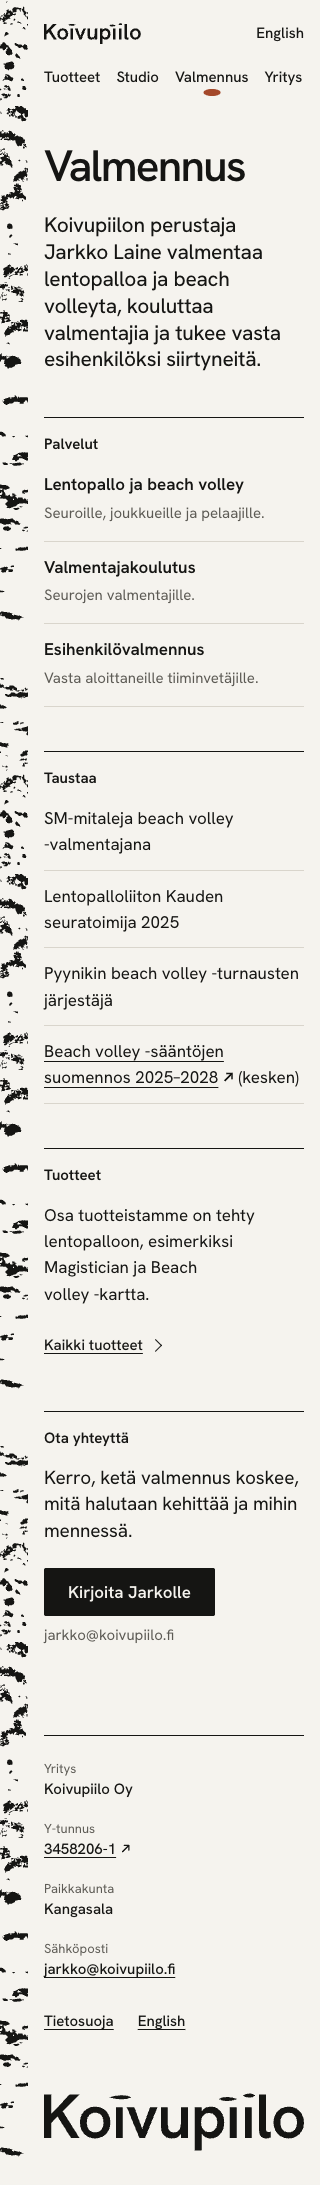 Koivupiilo
English
Tuotteet Studio Valmennus Yritys
Valmennus
Koivupiilon perustaja
Jarkko Laine valmentaa
lentopalloa ja beach
volleyta, kouluttaa
valmentajia ja tukee vasta
esihenkilöksi siirtyneitä.
Palvelut
Lentopallo ja beach volley
Seuroille, joukkueille ja pelaajille.
Valmentajakoulutus
Seurojen valmentajille.
Esihenkilövalmennus
Vasta aloittaneille tiiminvetäjille.
Taustaa
SM-mitaleja beach volley
-valmentajana
Lentopalloliiton Kauden
seuratoimija 2025
Pyynikin beach volley -turnausten
järjestäjä
Beach volley -sääntöjen
suomennos 2025–2028 ↗ (kesken)
Tuotteet
Osa tuotteistamme on tehty
lentopalloon, esimerkiksi
Magistician ja Beach
volley -kartta.
Kaikki tuotteet
Ota yhteyttä
Kerro, ketä valmennus koskee,
mitä halutaan kehittää ja mihin
mennessä.
Kirjoita Jarkolle
jarkko@koivupiilo.fi
Yritys
Koivupiilo Oy
Y-tunnus
3458206-1 ↗
Paikkakunta
Kangasala
Sähköposti
jarkko@koivupiilo.fi
Tietosuoja English
Koivupiilo